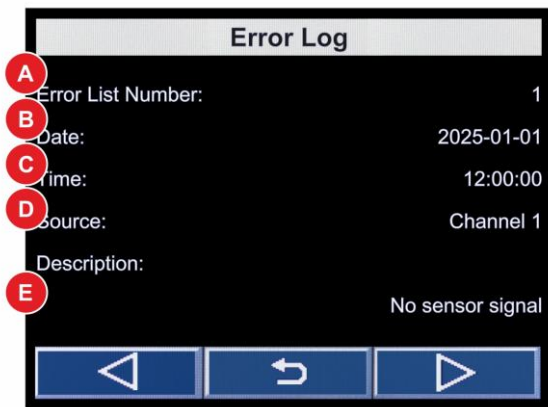 Error Log
A
Error List Number: 1
B
Date: 2025-01-01
C
Time: 12:00:00
D
Source: Channel 1
Description:
E
No sensor signal